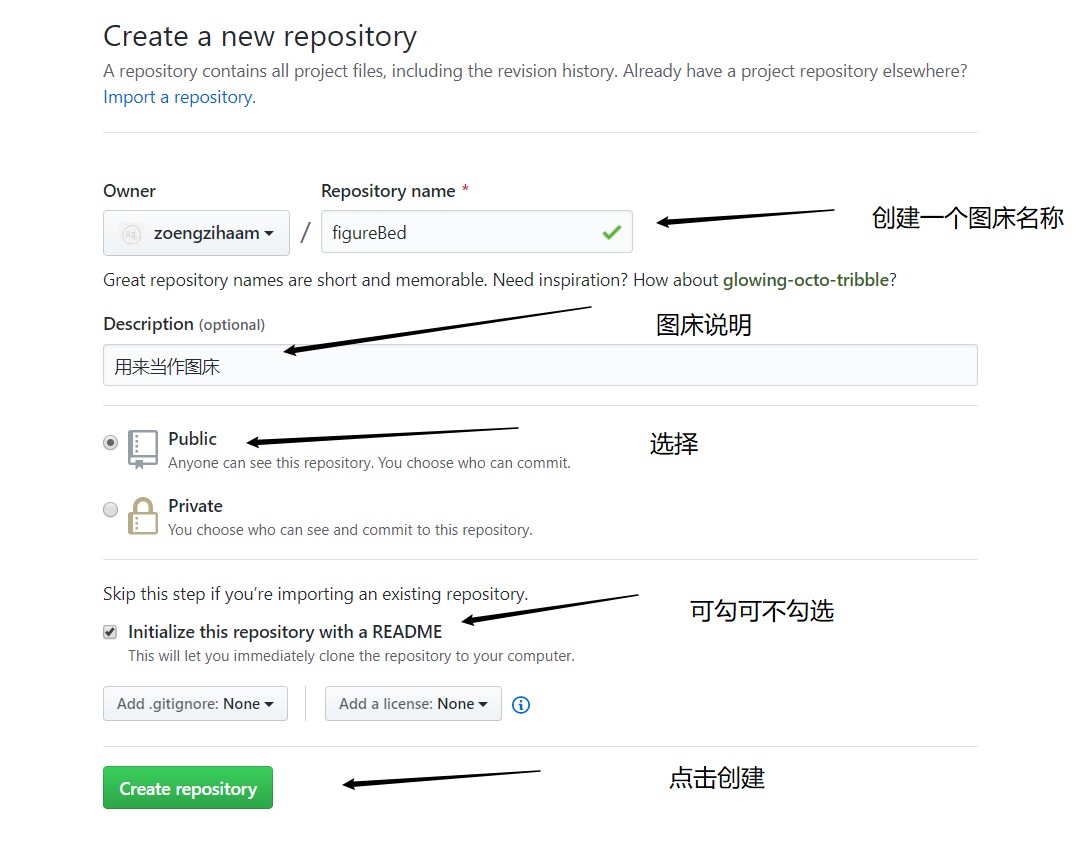 Create a new repository
A repository contains all project files, including the revision history. Already have a project repository elsewhere?
Import a repository.
Owner
Repository name *
zoengzihaam
/
figureBed
创建一个图床名称
Great repository names are short and memorable. Need inspiration? How about glowing-octo-tribble?
Description (optional)
图床说明
用来当作图床
Public
Anyone can see this repository. You choose who can commit.
选择
Private
You choose who can see and commit to this repository.
Skip this step if you’re importing an existing repository.
可勾可不勾选
Initialize this repository with a README
This will let you immediately clone the repository to your computer.
Add .gitignore: None
Add a license: None
Create repository
点击创建